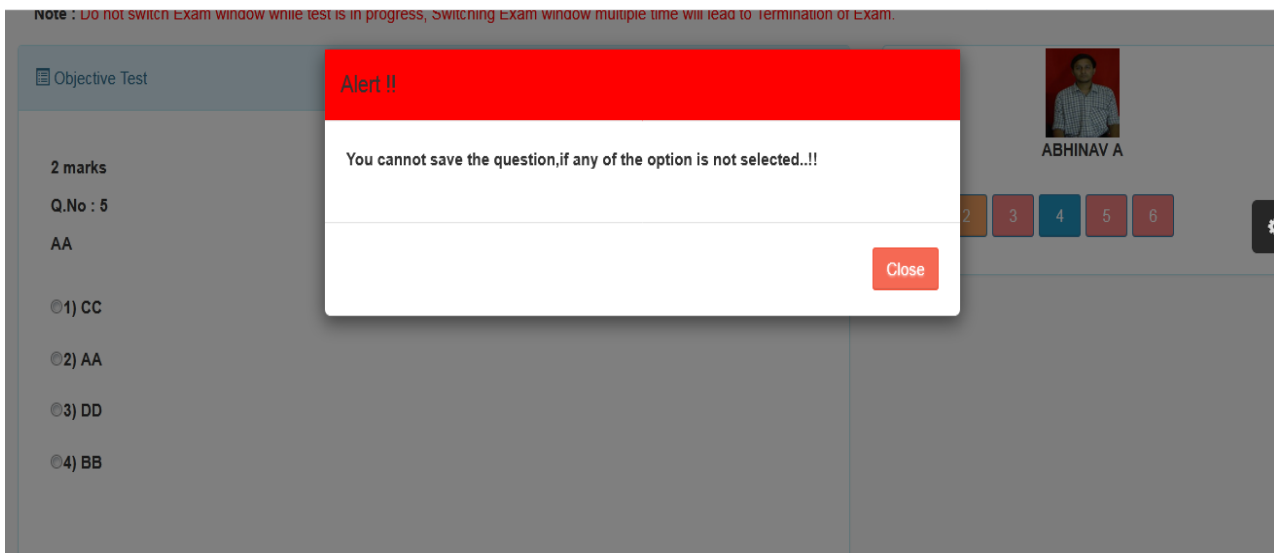 Note : Do not switch Exam window while test is in progress, Switching Exam window multiple time will lead to Termination of Exam.
Objective Test
Alert !!
You cannot save the question,if any of the option is not selected..!!
Close
2 marks
Q.No : 5
AA
1) CC
2) AA
3) DD
4) BB
ABHINAV A
2 3 4 5 6